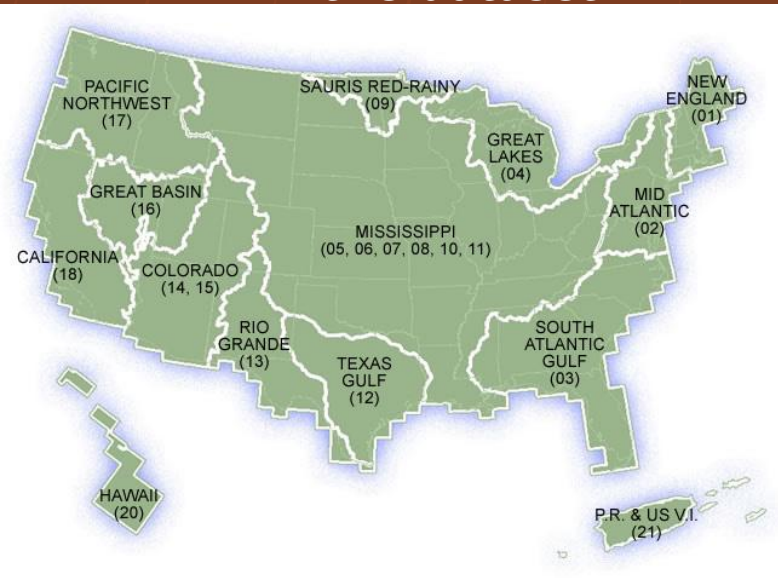 PACIFIC
NORTHWEST
(17)
SAURIS RED-RAINY
(09)
NEW
ENGLAND
(01)
GREAT
LAKES
(04)
GREAT BASIN
(16)
MID
ATLANTIC
(02)
MISSISSIPPI
(05, 06, 07, 08, 10, 11)
CALIFORNIA
(18)
COLORADO
(14, 15)
RIO
GRANDE
(13)
TEXAS
GULF
(12)
SOUTH
ATLANTIC
GULF
(03)
HAWAII
(20)
P.R. & US V.I.
(21)